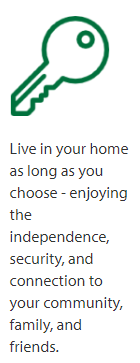 Live in your home
as long as you
choose - enjoying
the
independence,
security, and
connection to
your community,
family, and
friends.